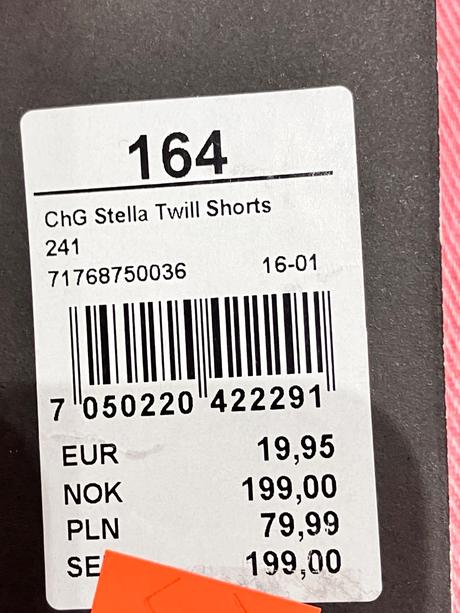 164
ChG Stella Twill Shorts
241
71768750036 16-01
7 050220 422291
EUR 19,95
NOK 199,00
PLN 79,99
SE 199,00